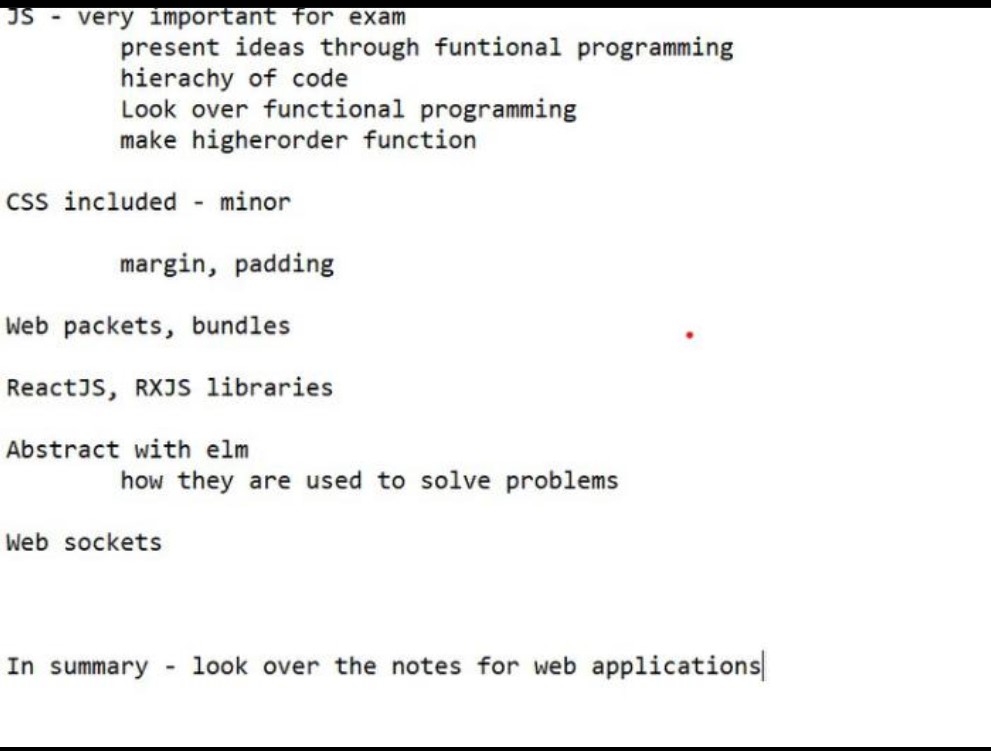 JS - very important for exam
present ideas through funtional programming
hierachy of code
Look over functional programming
make higherorder function
CSS included - minor
margin, padding
Web packets, bundles
ReactJS, RXJS libraries
Abstract with elm
how they are used to solve problems
Web sockets
In summary - look over the notes for web applications